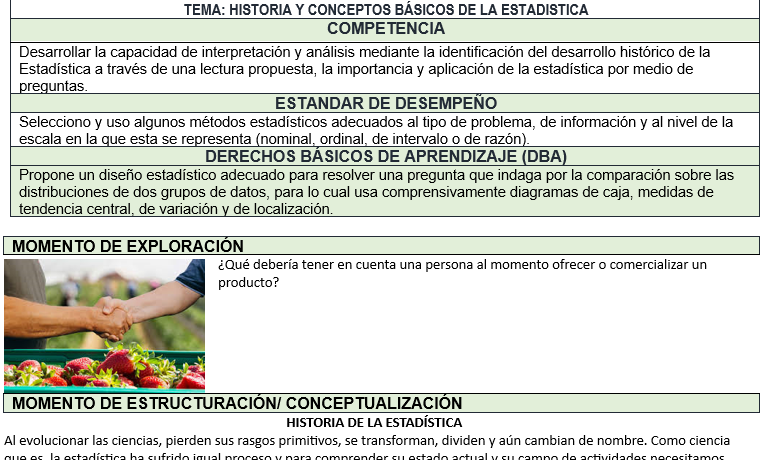 TEMA: HISTORIA Y CONCEPTOS BÁSICOS DE LA ESTADISTICA
COMPETENCIA
Desarrollar la capacidad de interpretación y análisis mediante la identificación del desarrollo histórico de la
Estadística a través de una lectura propuesta, la importancia y aplicación de la estadística por medio de
preguntas.
ESTANDAR DE DESEMPEÑO
Selecciono y uso algunos métodos estadísticos adecuados al tipo de problema, de información y al nivel de la
escala en la que esta se representa (nominal, ordinal, de intervalo o de razón).
DERECHOS BÁSICOS DE APRENDIZAJE (DBA)
Propone un diseño estadístico adecuado para resolver una pregunta que indaga por la comparación sobre las
distribuciones de dos grupos de datos, para lo cual usa comprensivamente diagramas de caja, medidas de
tendencia central, de variación y de localización.
MOMENTO DE EXPLORACIÓN
¿Qué debería tener en cuenta una persona al momento ofrecer o comercializar un
producto?
MOMENTO DE ESTRUCTURACIÓN/ CONCEPTUALIZACIÓN
HISTORIA DE LA ESTADÍSTICA
Al evolucionar las ciencias, pierden sus rasgos primitivos, se transforman, dividen y aún cambian de nombre. Como ciencia
que es, la estadística ha sufrido igual proceso y para comprender su estado actual y su campo de actividades necesitamos